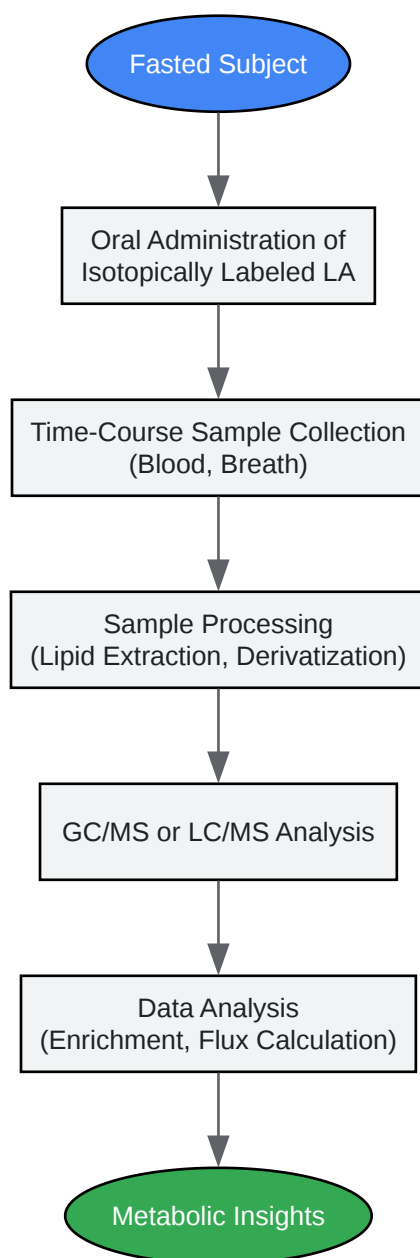 Fasted Subject
Oral Administration of
Isotopically Labeled LA
Time-Course Sample Collection
(Blood, Breath)
Sample Processing
(Lipid Extraction, Derivatization)
GC/MS or LC/MS Analysis
Data Analysis
(Enrichment, Flux Calculation)
Metabolic Insights